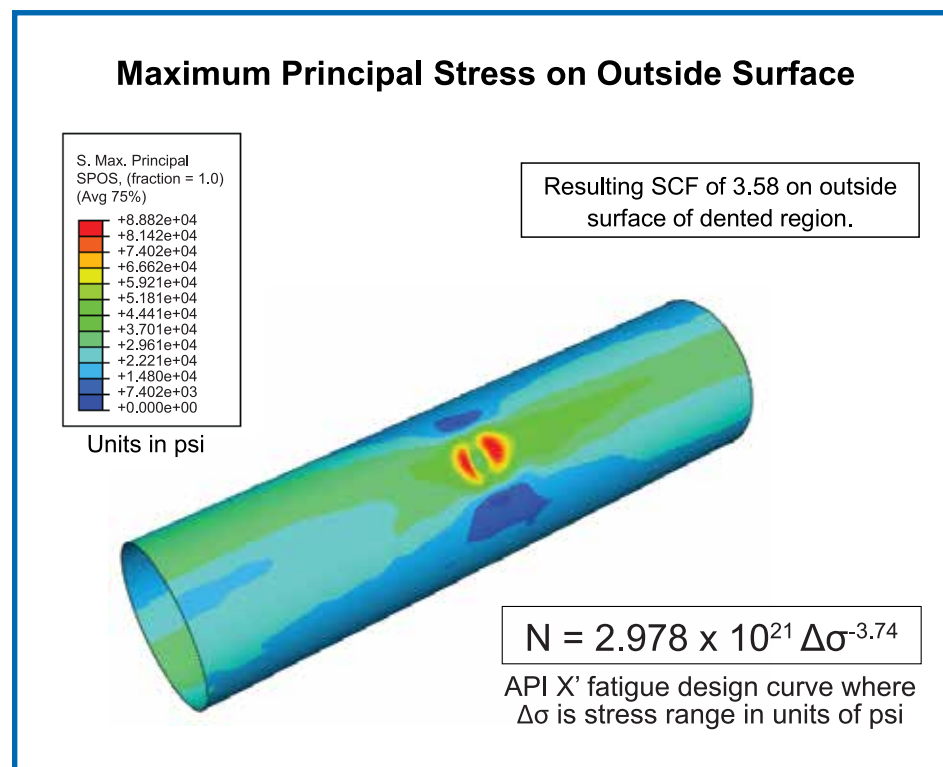 Maximum Principal Stress on Outside Surface
S. Max. Principal
SPOS, (fraction = 1.0)
(Avg 75%)
+8.882e+04
+8.142e+04
+7.402e+04
+6.662e+04
+5.921e+04
+5.181e+04
+4.441e+04
+3.701e+04
+2.961e+04
+2.221e+04
+1.480e+04
+7.402e+03
+0.000e+00
Units in psi
Resulting SCF of 3.58 on outside
surface of dented region.
N = 2.978 x 10²¹ Δσ⁻³·⁷⁴
API X’ fatigue design curve where
Δσ is stress range in units of psi